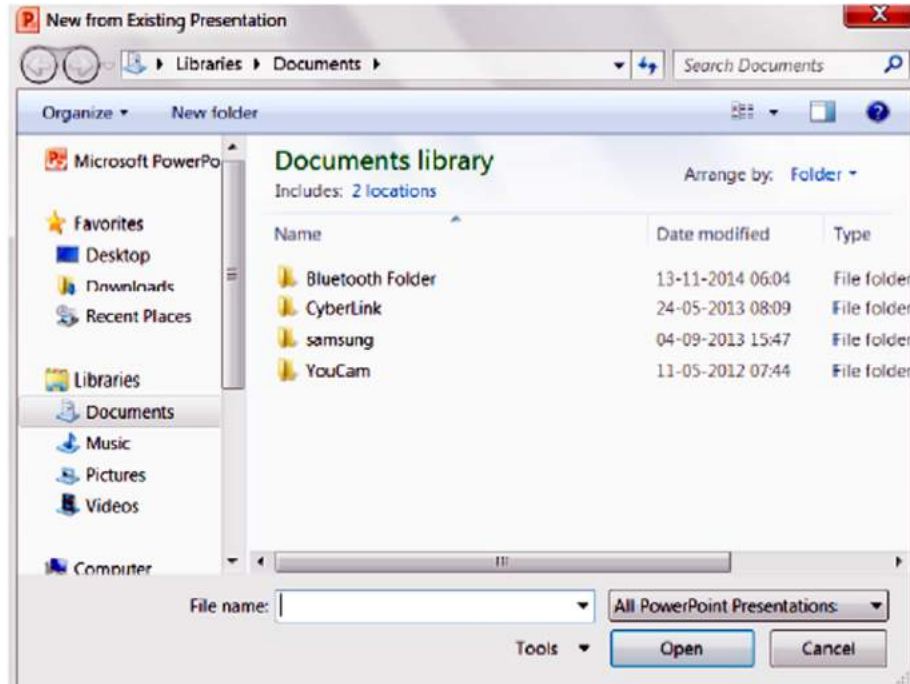 New from Existing Presentation
Libraries Documents
Search Documents
Organize New folder
Microsoft PowerPo
Favorites
Desktop
Downloads
Recent Places
Libraries
Documents
Music
Pictures
Videos
Computer
Documents library
Includes: 2 locations
Arrange by: Folder
Name Date modified Type
Bluetooth Folder 13-11-2014 06:04 File folder
CyberLink 24-05-2013 08:09 File folder
samsung 04-09-2013 15:47 File folder
YouCam 11-05-2012 07:44 File folder
File name: All PowerPoint Presentations
Tools Open Cancel